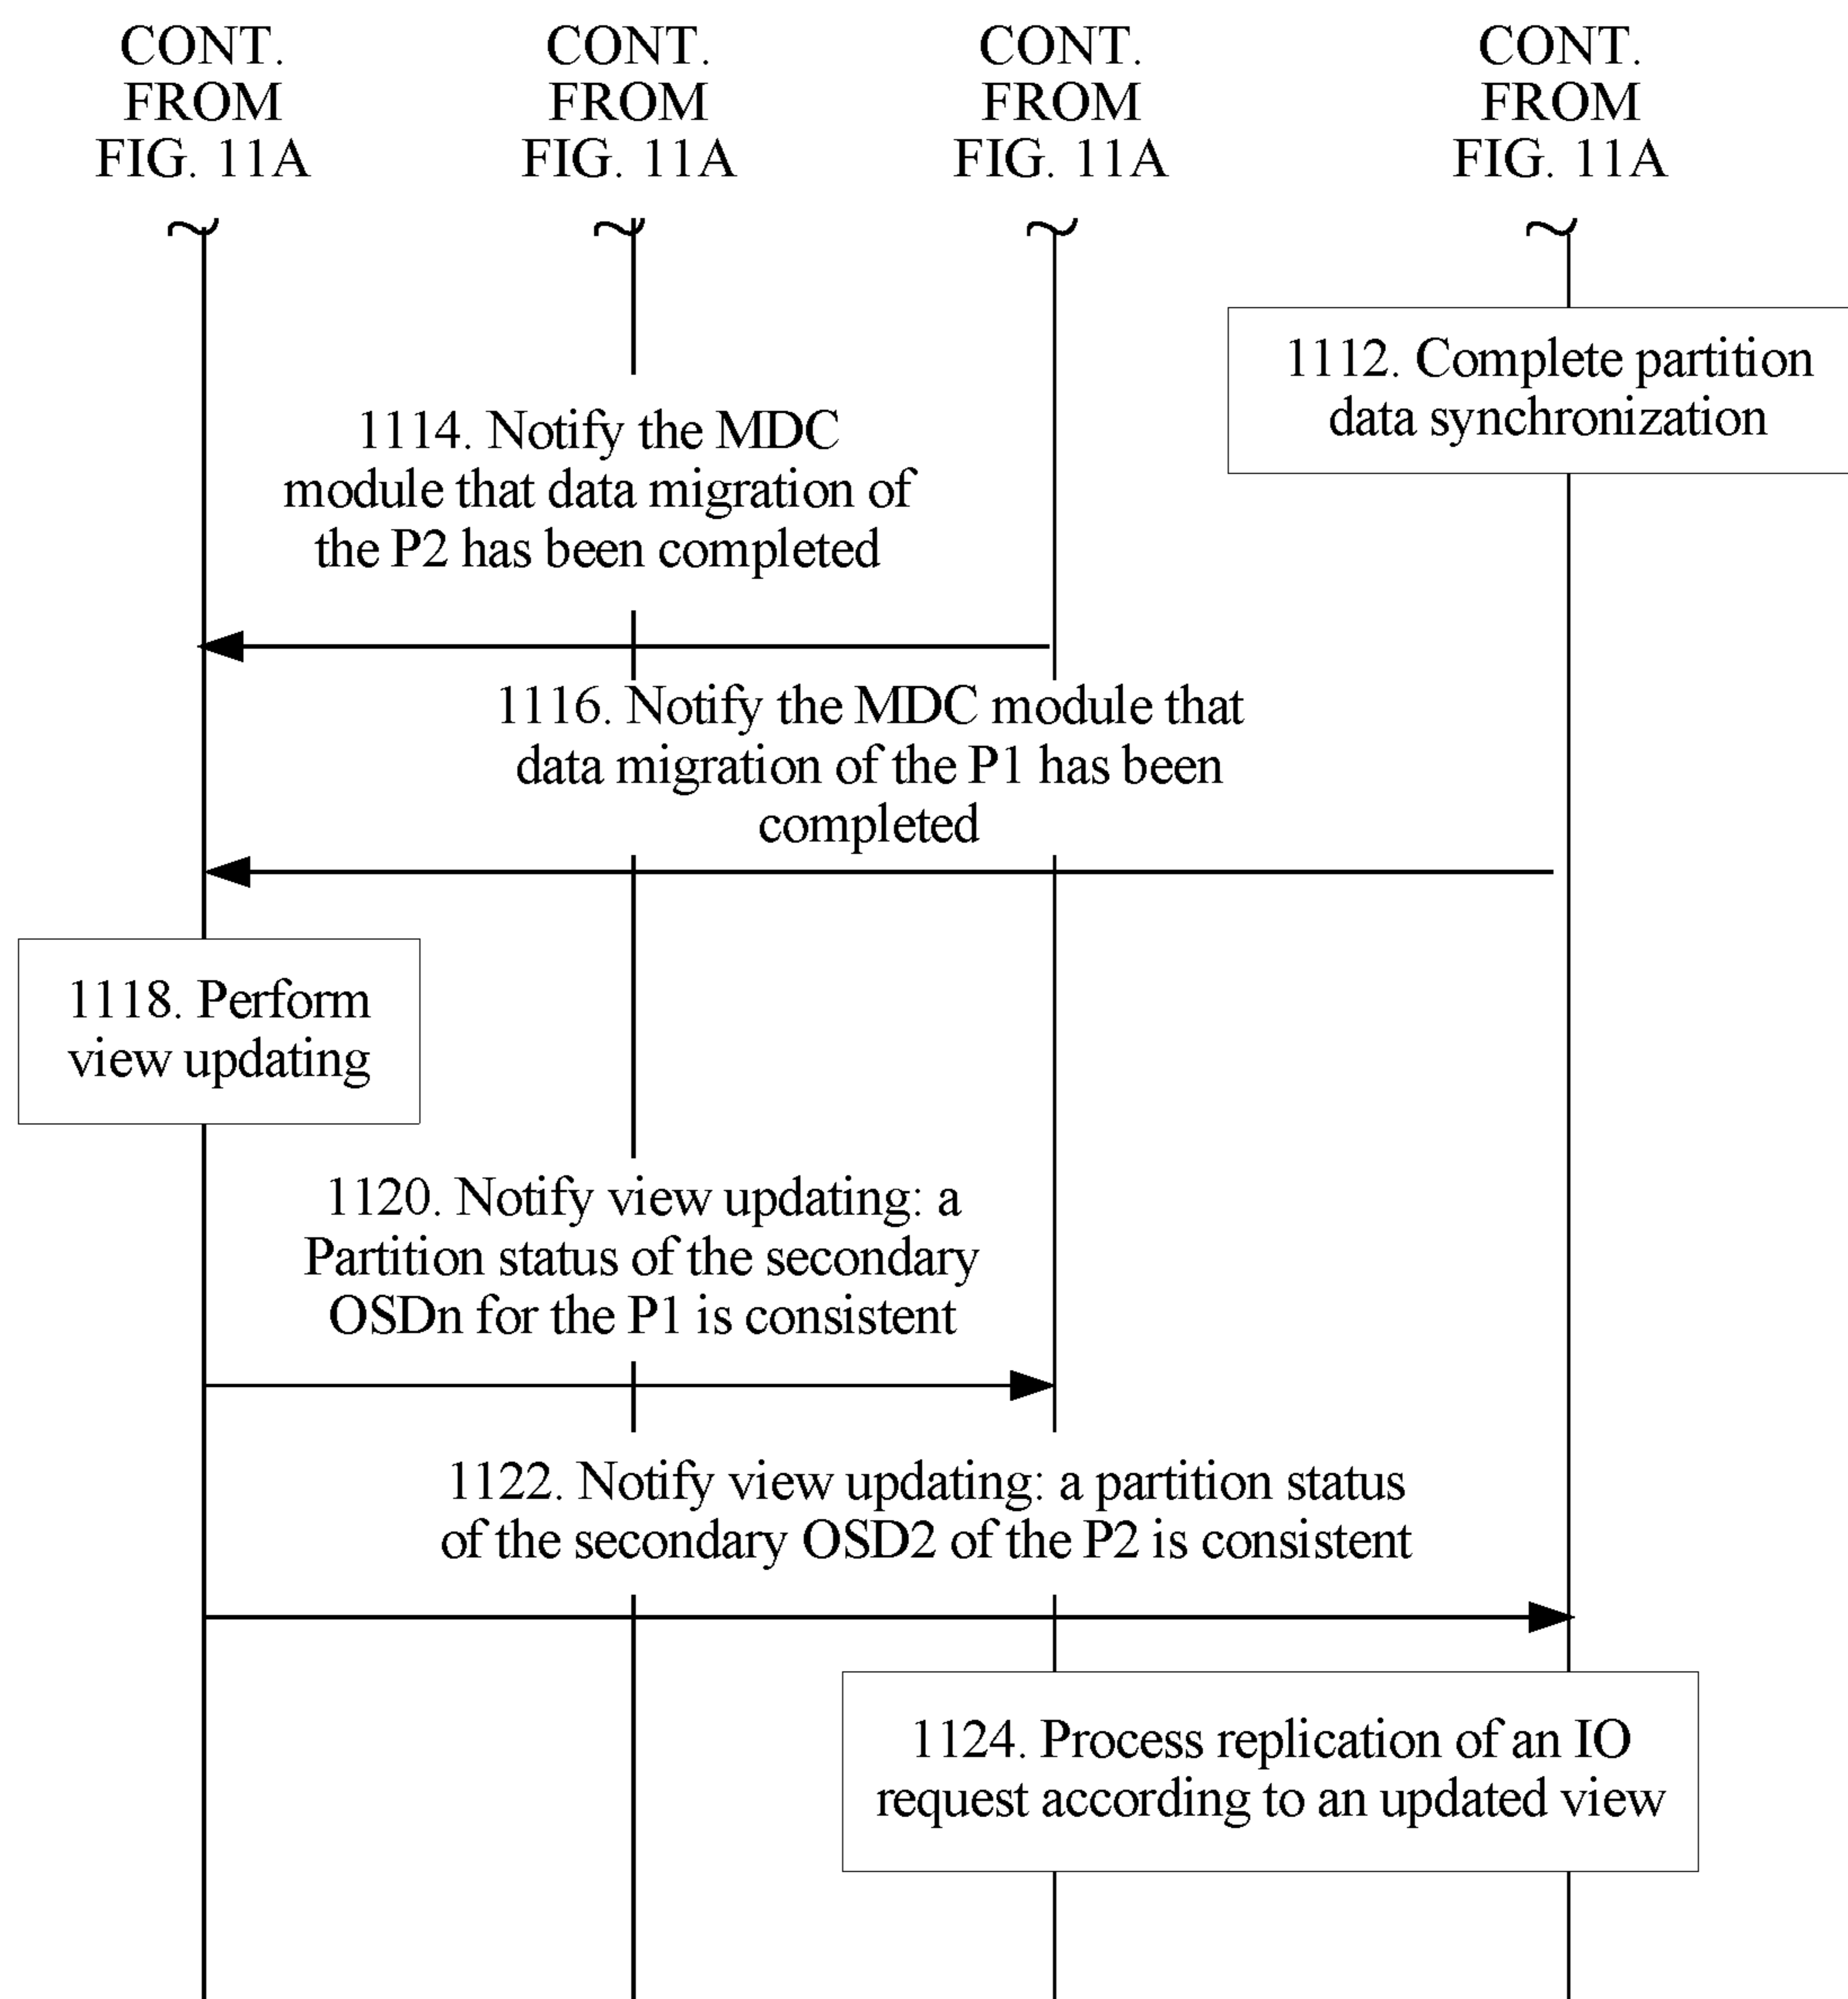 CONT.
FROM
FIG. 11A
CONT.
FROM
FIG. 11A
CONT.
FROM
FIG. 11A
CONT.
FROM
FIG. 11A
1112. Complete partition
data synchronization
1114. Notify the MDC
module that data migration of
the P2 has been completed
1116. Notify the MDC module that
data migration of the P1 has been
completed
1118. Perform
view updating
1120. Notify view updating: a
Partition status of the secondary
OSDn for the P1 is consistent
1122. Notify view updating: a partition status
of the secondary OSD2 of the P2 is consistent
1124. Process replication of an IO
request according to an updated view